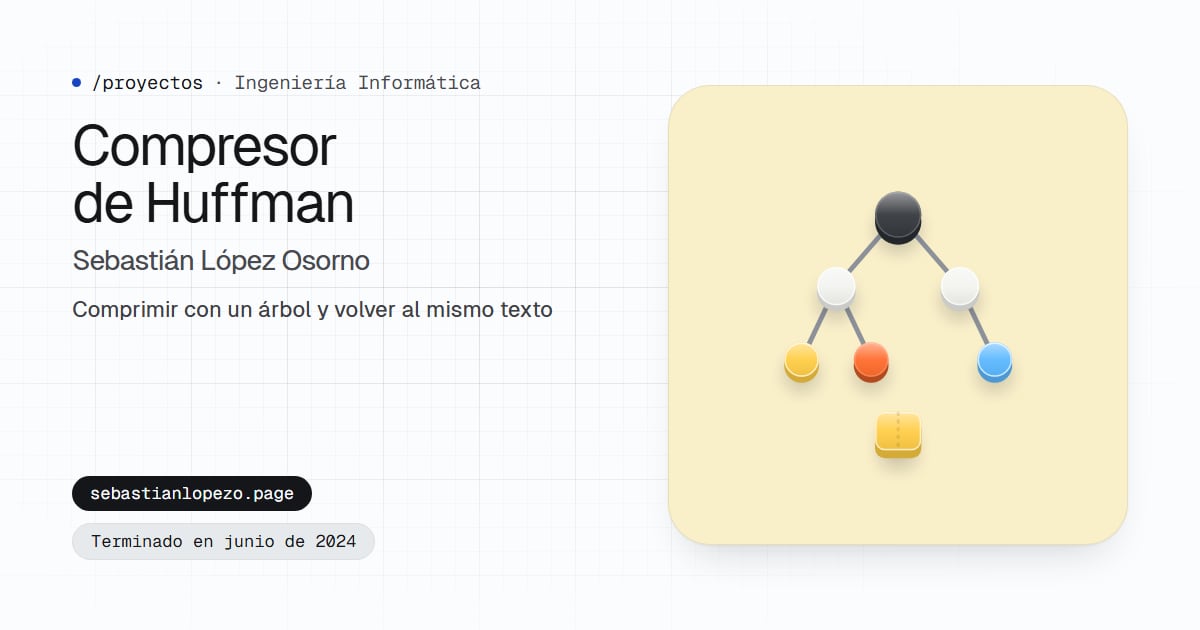 /proyectos · Ingeniería Informática
Compresor
de Huffman
Sebastián López Osorno
Comprimir con un árbol y volver al mismo texto
sebastianlopezo.page
Terminado en junio de 2024